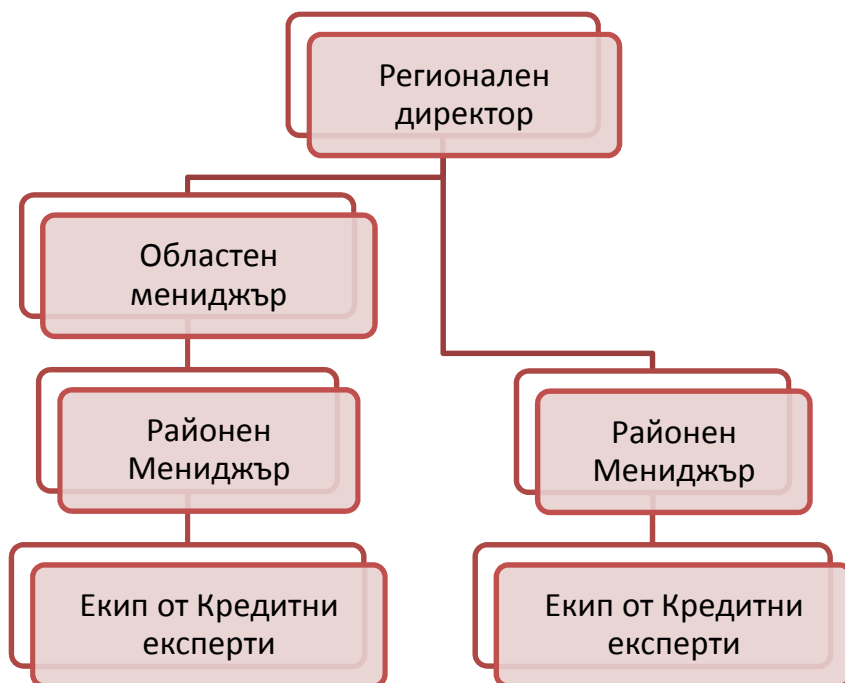 Регионален
директор
Областен
мениджър
Районен
Мениджър
Районен
Мениджър
Екип от Кредитни
експерти
Екип от Кредитни
експерти